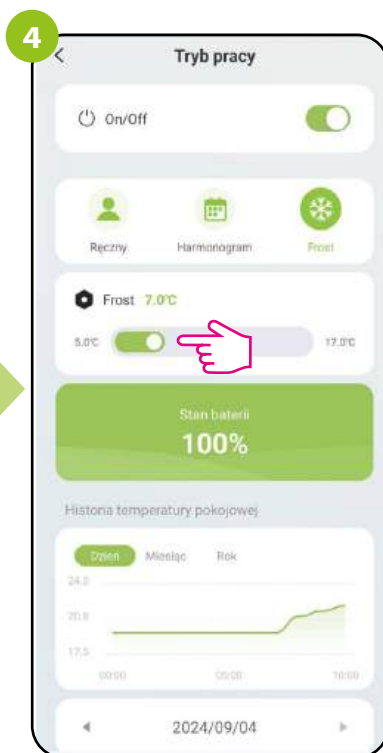 4
Tryb pracy
On/Off
Ręczny Harmonogram Frost
Frost 7.0°C
5.0°C 17.0°C
Stan baterii
100%
Historia temperatury pokojowej
Dzień Miesiąc Rok
24.0
20.8
17.5
00:00 05:00 10:00
2024/09/04